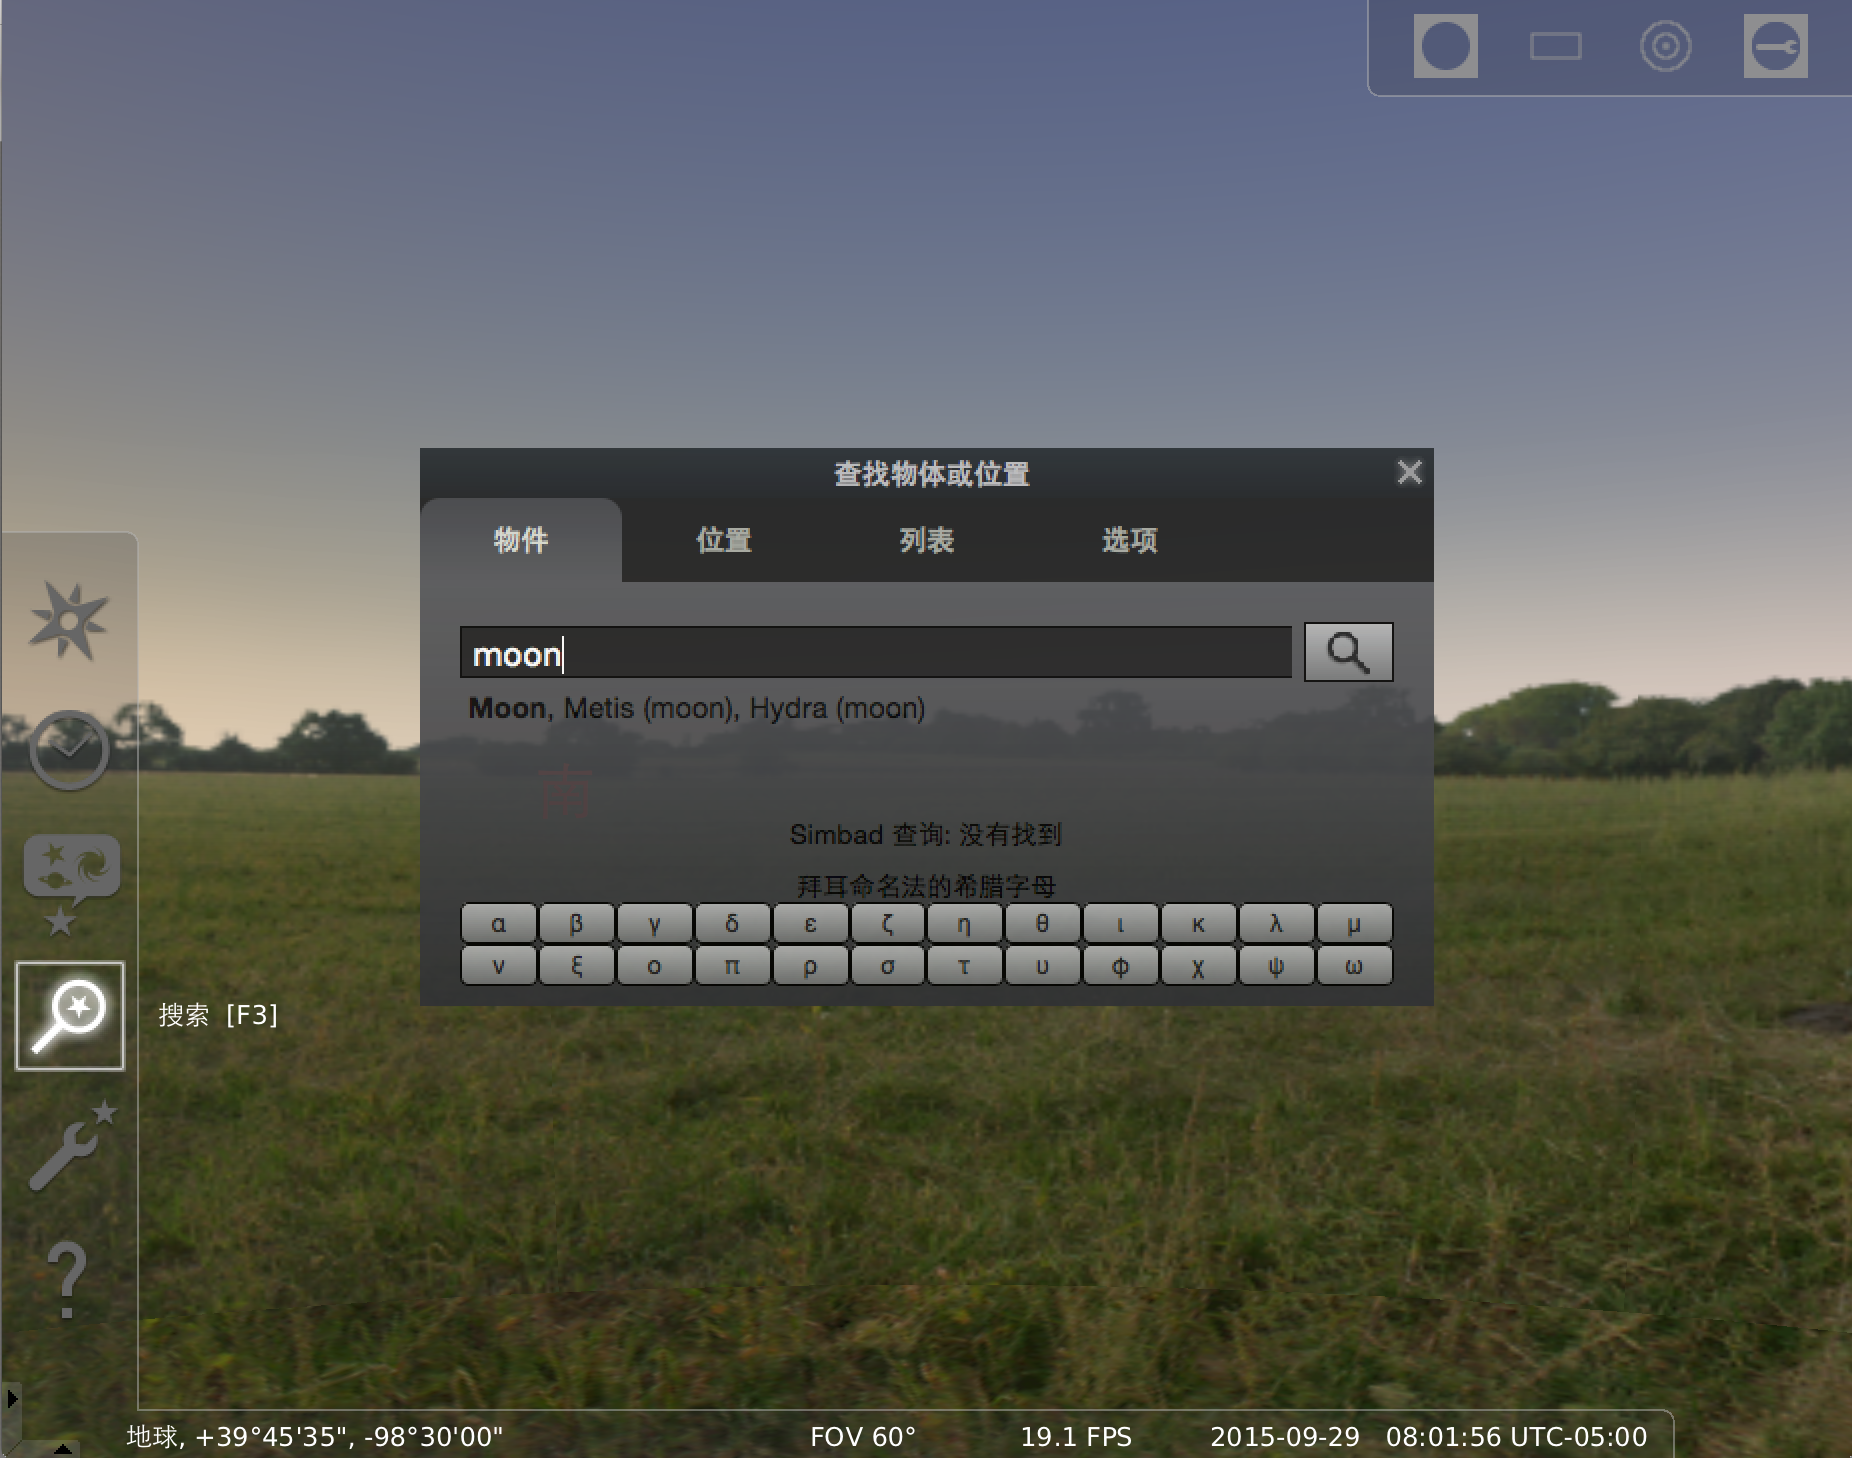 查找物体或位置
物件 位置 列表 选项
moon
Moon, Metis (moon), Hydra (moon)
南
Simbad 查询: 没有找到
拜耳命名法的希腊字母
α β γ δ ε ζ η θ ι κ λ μ
ν ξ ο π ρ σ τ υ φ χ ψ ω
搜索 [F3]
地球, +39°45'35", -98°30'00" FOV 60° 19.1 FPS 2015-09-29 08:01:56 UTC-05:00